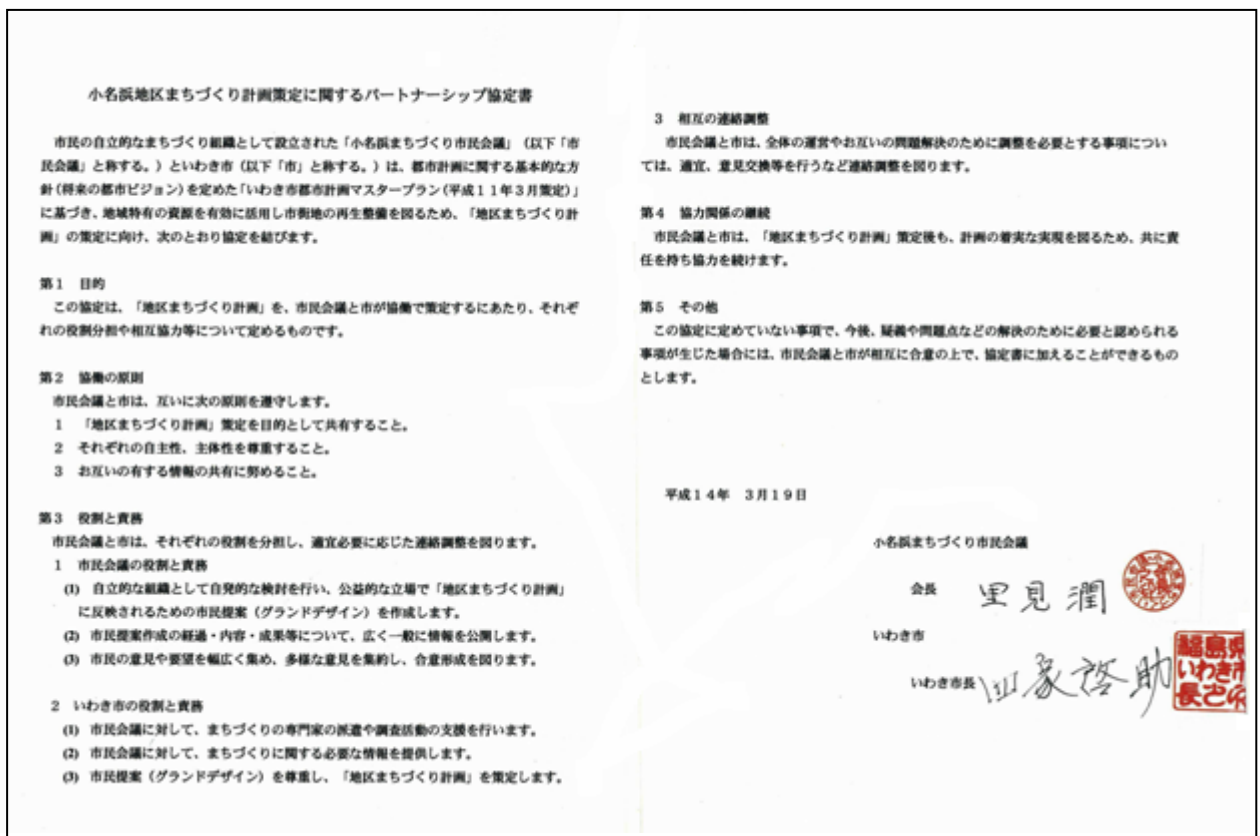 小名浜地区まちづくり計画策定に関するパートナーシップ協定書
市民の自立的なまちづくり組織として設立された「小名浜まちづくり市民会議」（以下「市
民会議」と称する。）といわき市（以下「市」と称する。）は、都市計画に関する基本的な方
針（将来の都市ビジョン）を定めた「いわき市都市計画マスタープラン（平成１１年３月策定）」
に基づき、地域特有の資源を有効に活用し市街地の再生整備を図るため、「地区まちづくり計
画」の策定に向け、次のとおり協定を結びます。
第１　目的
この協定は、「地区まちづくり計画」を、市民会議と市が協働で策定するにあたり、それぞ
れの役割分担や相互協力等について定めるものです。
第２　協働の原則
市民会議と市は、互いに次の原則を遵守します。
１　「地区まちづくり計画」策定を目的として共有すること。
２　それぞれの自主性、主体性を尊重すること。
３　お互いの有する情報の共有に努めること。
第３　役割と責務
市民会議と市は、それぞれの役割を分担し、適宜必要に応じた連絡調整を図ります。
１　市民会議の役割と責務
(1)　自立的な組織として自発的な検討を行い、公益的な立場で「地区まちづくり計画」
に反映されるための市民提案（グランドデザイン）を作成します。
(2)　市民提案作成の経過・内容・成果等について、広く一般に情報を公開します。
(3)　市民の意見や要望を幅広く集め、多様な意見を集約し、合意形成を図ります。
２　いわき市の役割と責務
(1)　市民会議に対して、まちづくりの専門家の派遣や調査活動の支援を行います。
(2)　市民会議に対して、まちづくりに関する必要な情報を提供します。
(3)　市民提案（グランドデザイン）を尊重し、「地区まちづくり計画」を策定します。
３　相互の連絡調整
市民会議と市は、全体の運営やお互いの問題解決のために調整を必要とする事項につい
ては、適宜、意見交換等を行うなど連絡調整を図ります。
第４　協力関係の継続
市民会議と市は、「地区まちづくり計画」策定後も、計画の着実な実現を図るため、共に責
任を持ち協力を続けます。
第５　その他
この協定に定めていない事項で、今後、疑義や問題点などの解決のために必要と認められる
事項が生じた場合には、市民会議と市が相互に合意の上で、協定書に加えることができるもの
とします。
平成１４年　３月１９日
小名浜まちづくり市民会議
会長　里見潤
いわき市
いわき市長　四家啓助
福島県
いわき市
長之印